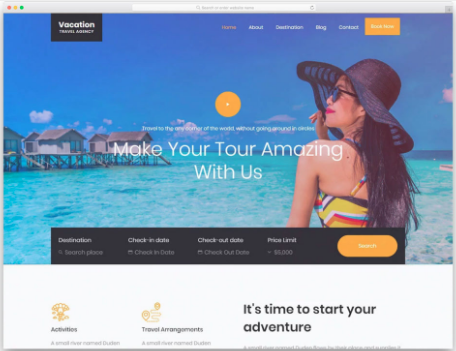 Search or enter website name
Vacation
TRAVEL AGENCY
Home About Destination Blog Contact Book Now
Travel to the any corner of the world, without going around in circles
Make Your Tour Amazing
With Us
Destination Check-in date Check-out date Price Limit
Search place Check In Date Check Out Date $5,000 Search
It's time to start your
adventure
Activities Travel Arrangements
A small river named Duden A small river named Duden A small river named Duden flows by their place and